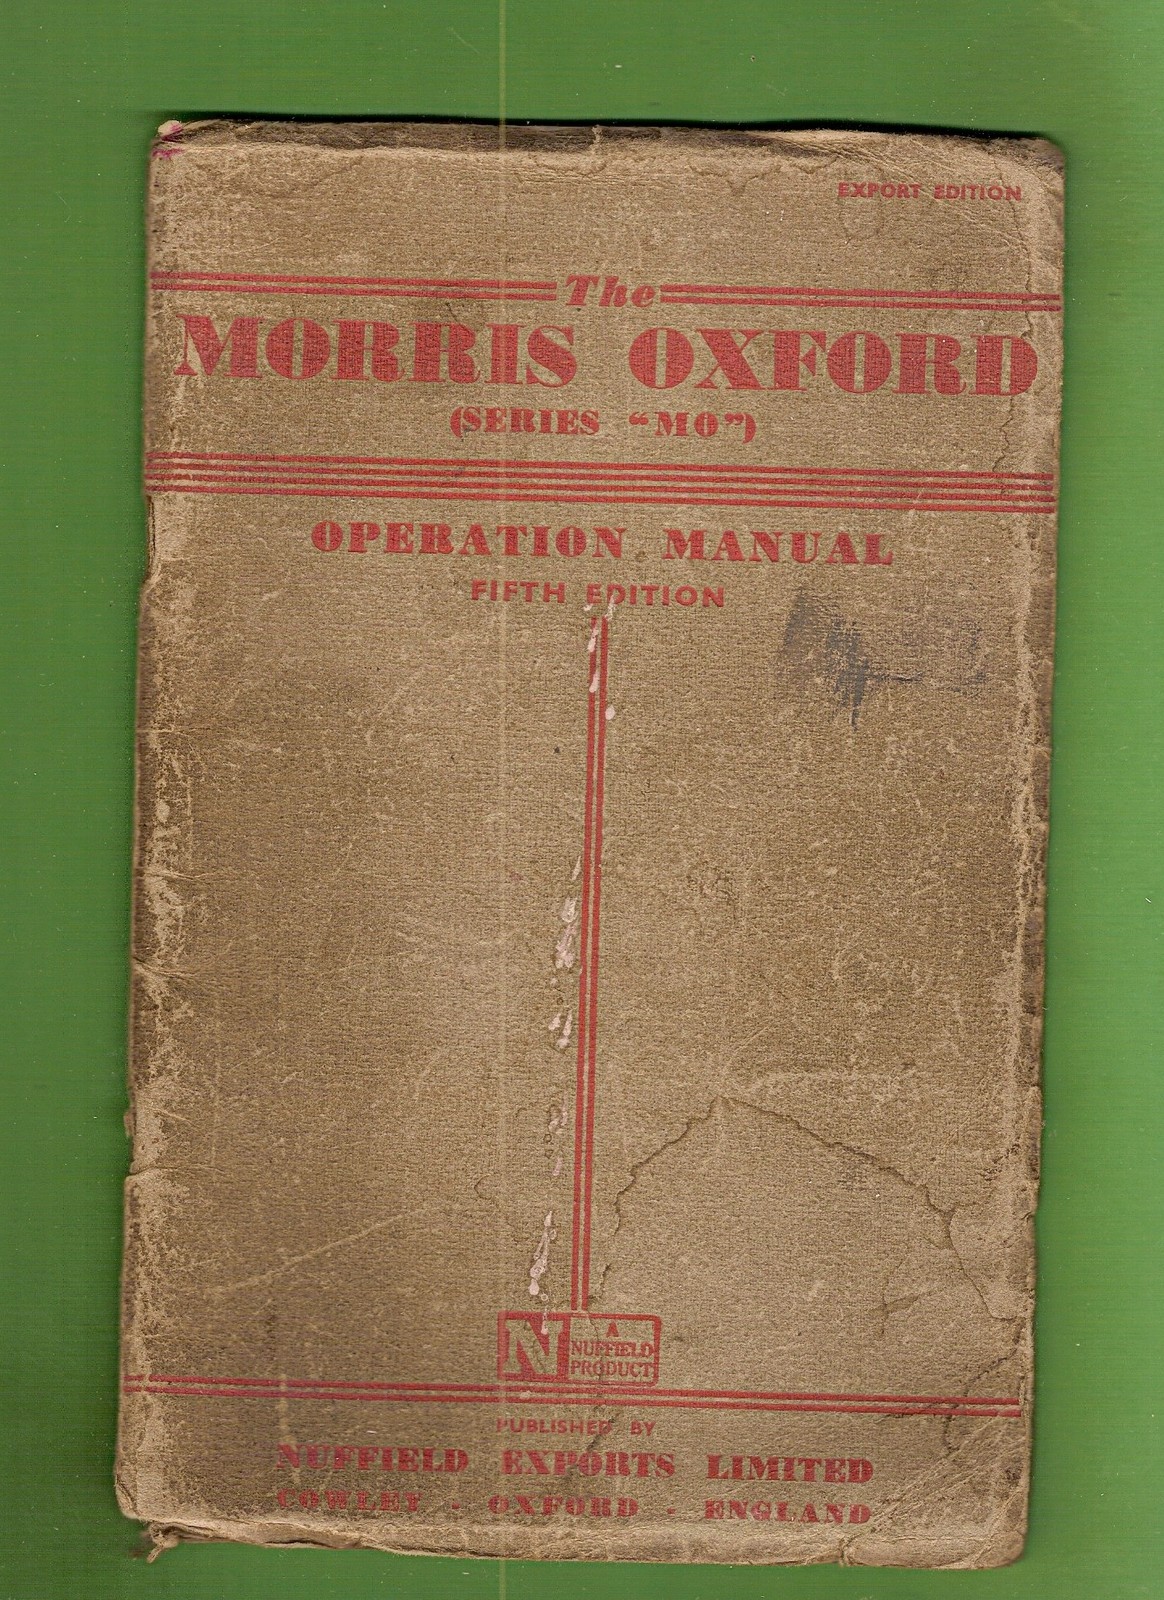 EXPORT EDITION
The
MORRIS OXFORD
(SERIES “MO”)
OPERATION MANUAL
FIFTH EDITION
N
A
NUFFIELD
PRODUCT
PUBLISHED BY
NUFFIELD EXPORTS LIMITED
COWLEY · OXFORD · ENGLAND